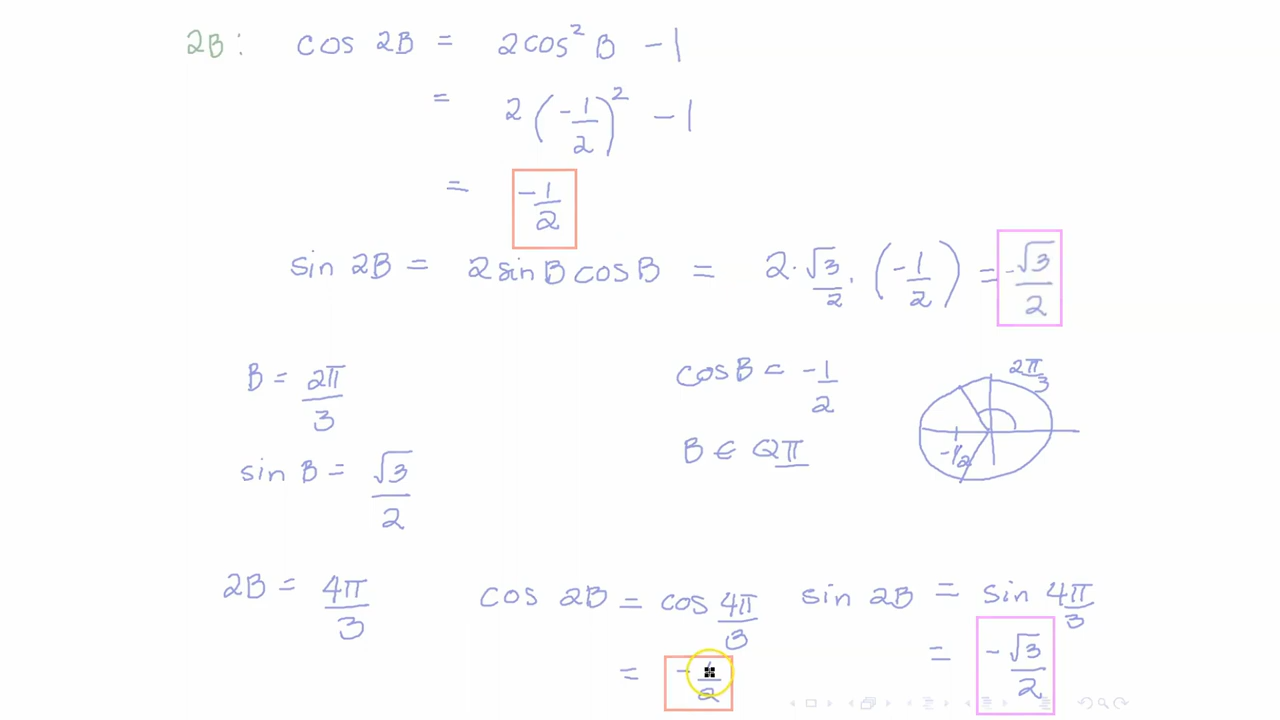 2B: cos 2B = 2cos² B - 1
= 2 (-1/2)² - 1
= -1/2
sin 2B = 2 sin B cos B = 2 · √3/2 · (-1/2) = -√3/2
B = 2π/3
cos B = -1/2
2π/3
B ∈ QII
-1/2
sin B = √3/2
2B = 4π/3
cos 2B = cos 4π/3
= -1/2
sin 2B = sin 4π/3
= -√3/2